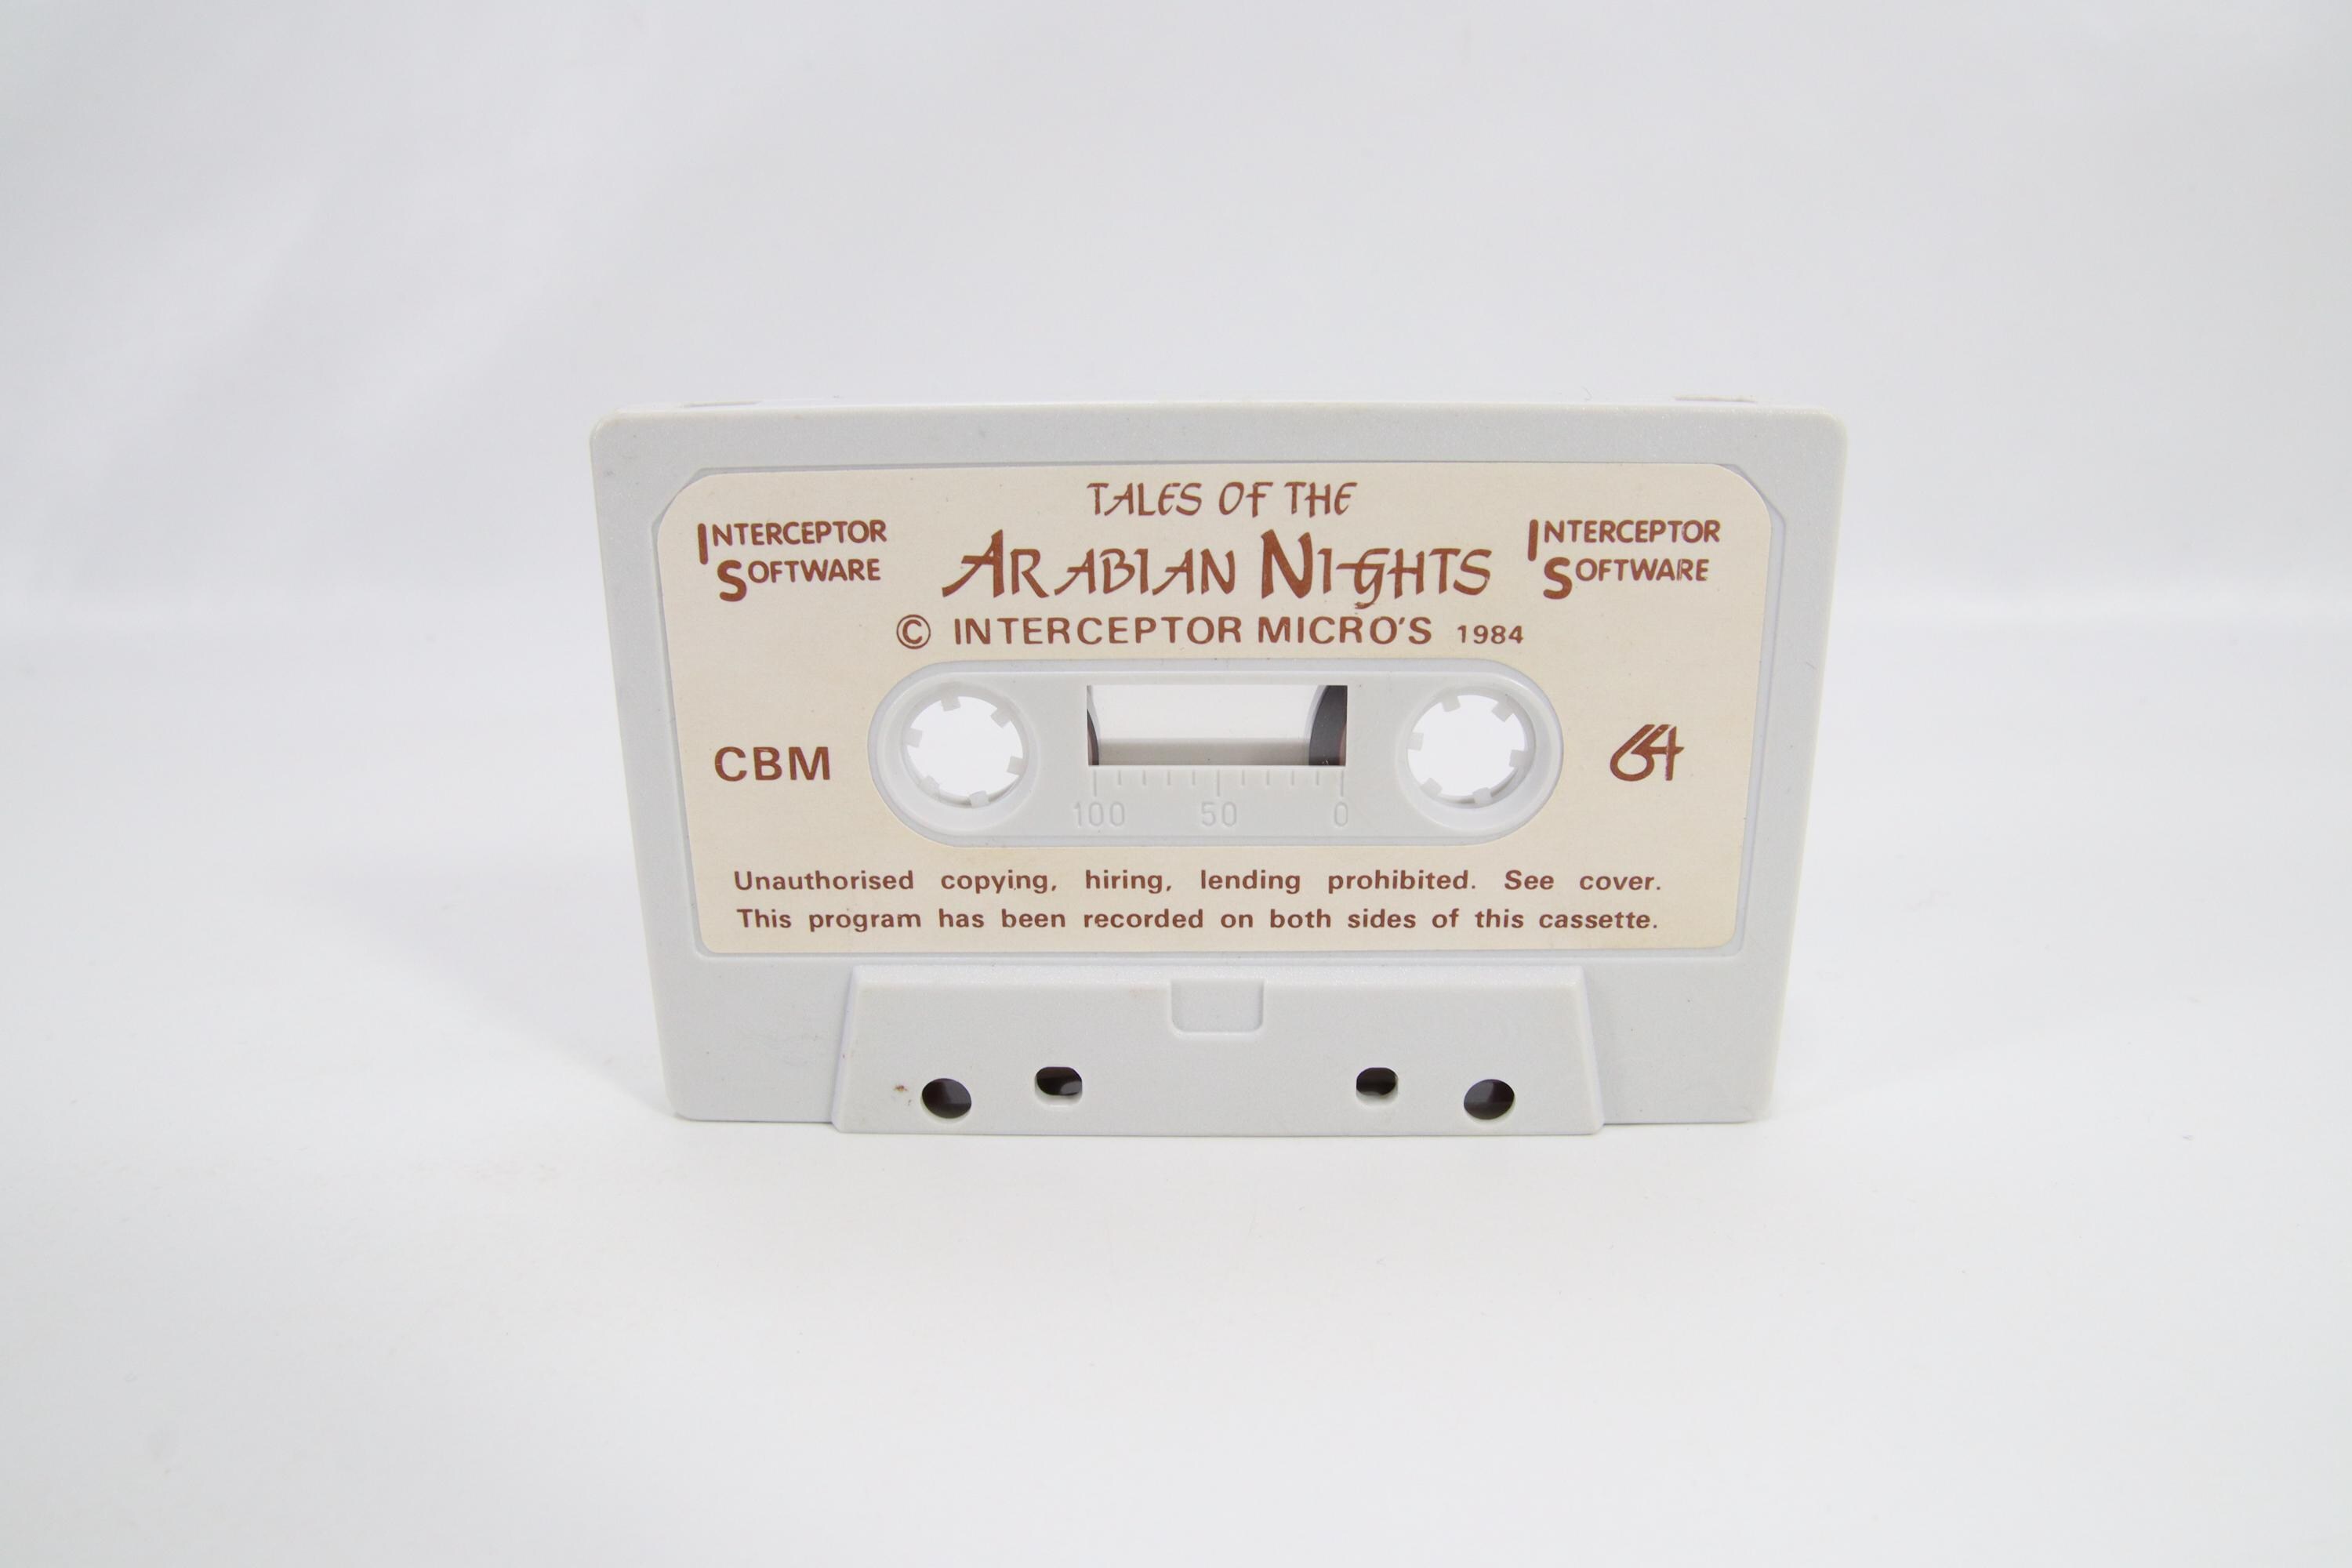 TALES OF THE
ARABIAN NIGHTS
INTERCEPTOR
SOFTWARE
INTERCEPTOR
SOFTWARE
© INTERCEPTOR MICRO'S 1984
CBM
64
100 50 0
Unauthorised copying, hiring, lending prohibited. See cover.
This program has been recorded on both sides of this cassette.